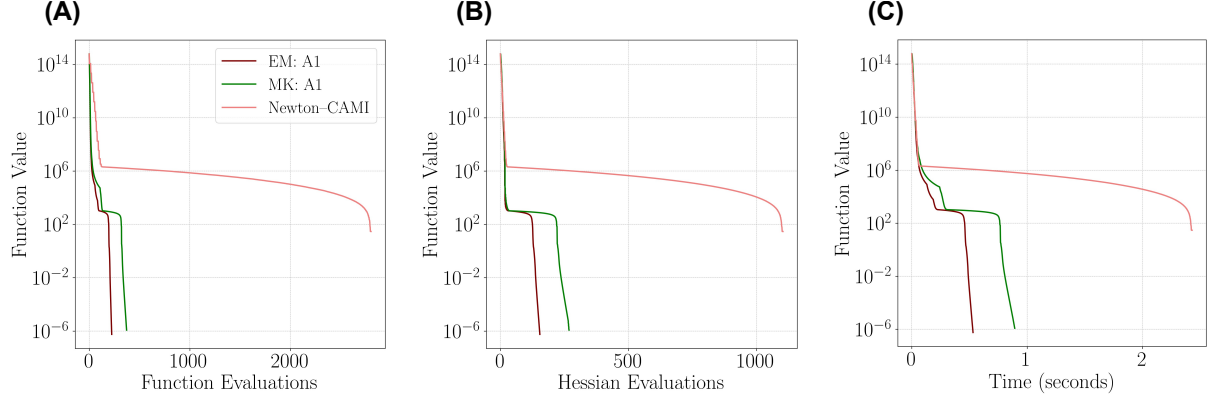 (A)
(B)
(C)
10^14
10^10
10^6
10^2
10^−2
10^−6
Function Value
0
1000
2000
Function Evaluations
EM: A1
MK: A1
Newton–CAMI
10^14
10^10
10^6
10^2
10^−2
10^−6
Function Value
0
500
1000
Hessian Evaluations
10^14
10^10
10^6
10^2
10^−2
10^−6
Function Value
0
1
2
Time (seconds)